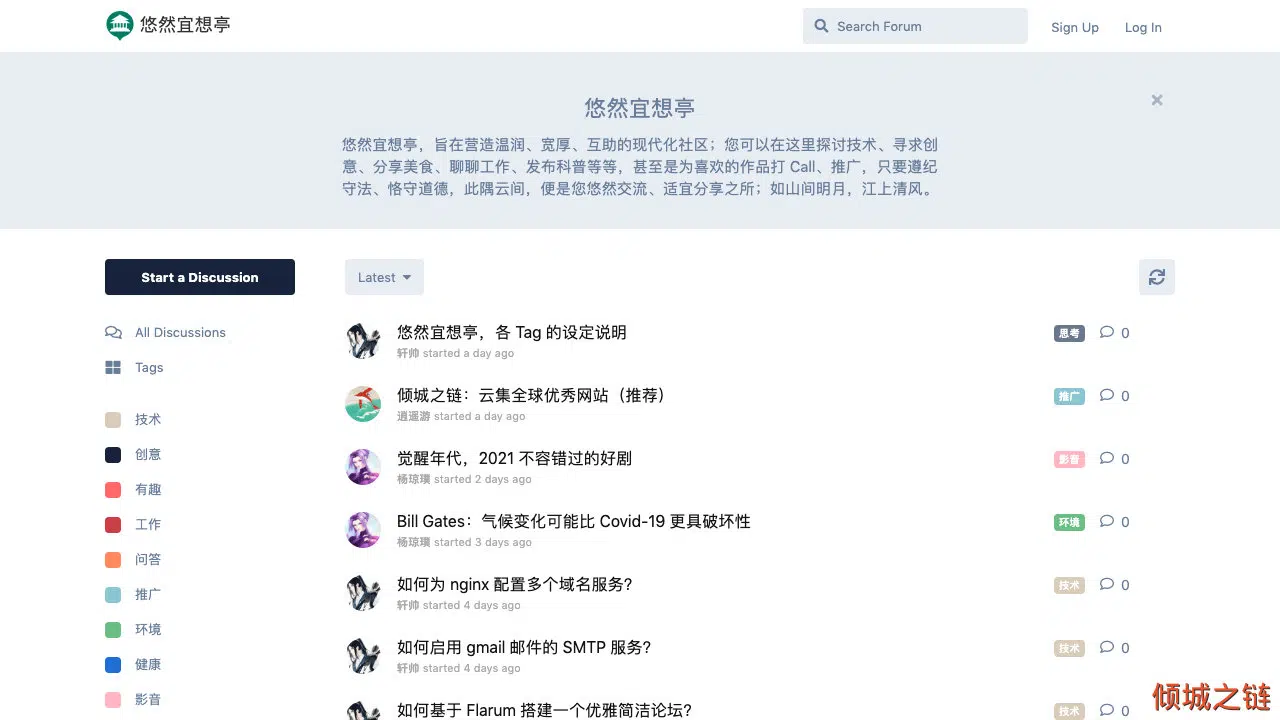 悠然宜想亭
Search Forum
Sign Up
Log In
悠然宜想亭
悠然宜想亭，旨在营造温润、宽厚、互助的现代化社区；您可以在这里探讨技术、寻求创
意、分享美食、聊聊工作、发布科普等等，甚至是为喜欢的作品打 Call、推广，只要遵纪
守法、恪守道德，此隅云间，便是您悠然交流、适宜分享之所；如山间明月，江上清风。
Start a Discussion
Latest
All Discussions
Tags
技术
创意
有趣
工作
问答
推广
环境
健康
影音
悠然宜想亭，各 Tag 的设定说明
思考
0
轩帅 started a day ago
倾城之链：云集全球优秀网站（推荐）
推广
0
逍遥游 started a day ago
觉醒年代，2021 不容错过的好剧
影音
0
杨琼璞 started 2 days ago
Bill Gates：气候变化可能比 Covid-19 更具破坏性
环境
0
杨琼璞 started 3 days ago
如何为 nginx 配置多个域名服务?
技术
0
轩帅 started 4 days ago
如何启用 gmail 邮件的 SMTP 服务?
技术
0
轩帅 started 4 days ago
如何基于 Flarum 搭建一个优雅简洁论坛?
技术
0
倾城之链